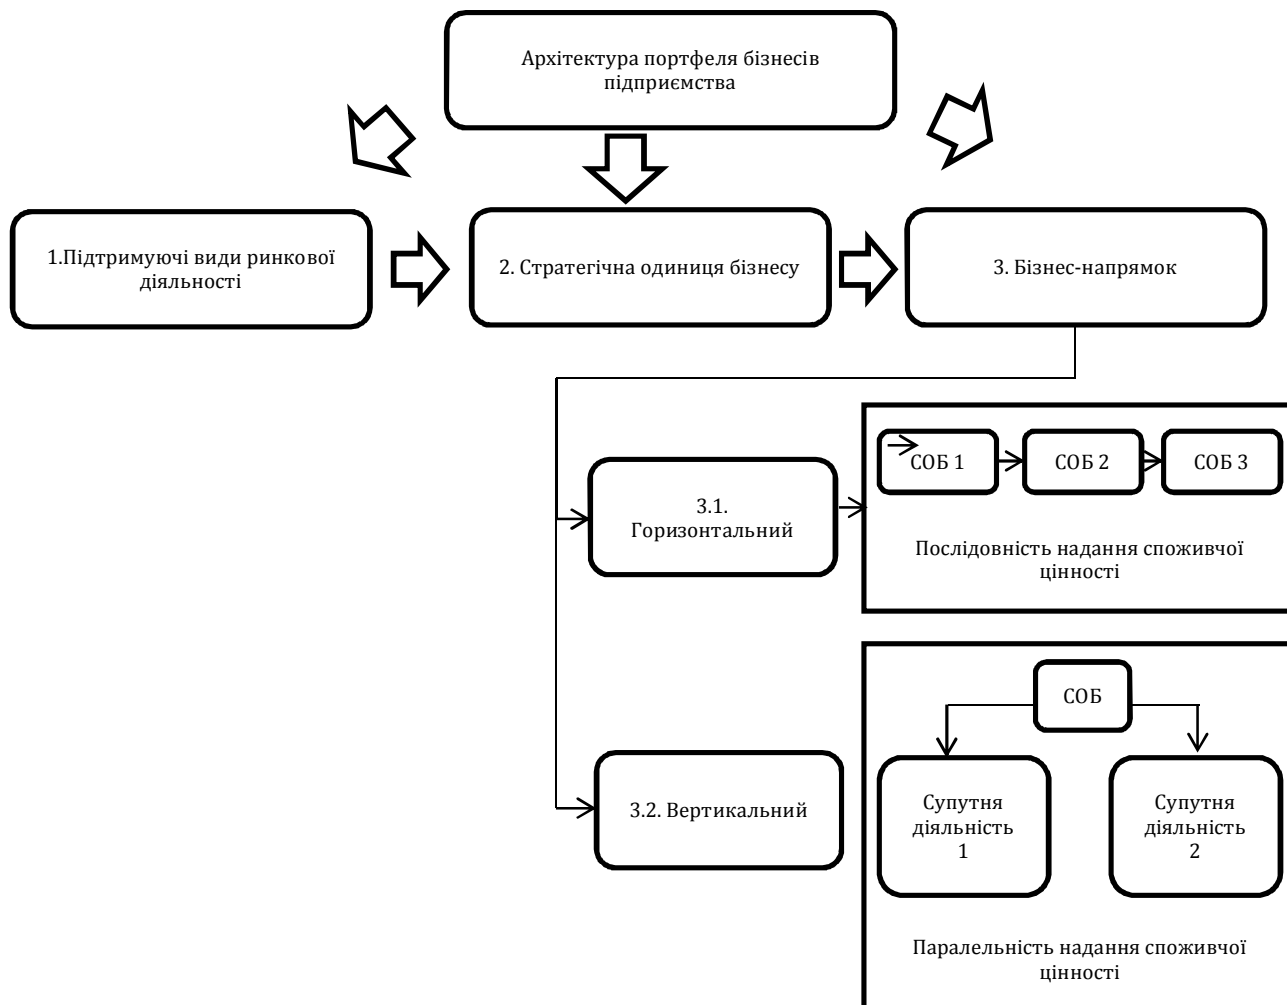 Архітектура портфеля бізнесів
підприємства
1.Підтримуючі види ринкової
діяльності
2. Стратегічна одиниця бізнесу
3. Бізнес-напрямок
3.1.
Горизонтальний
СОБ 1
СОБ 2
СОБ 3
Послідовність надання споживчої
цінності
3.2. Вертикальний
СОБ
Супутня
діяльність
1
Супутня
діяльність
2
Паралельність надання споживчої
цінності